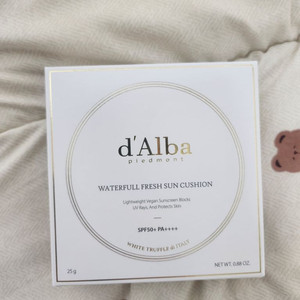 d'Alba
piedmont
WATERFULL FRESH SUN CUSHION
Lightweight Vegan Sunscreen Blocks
UV Rays, And Protects Skin
SPF50+ PA++++
WHITE TRUFFLE & ITALY
25 g
NET WT. 0.88 OZ.